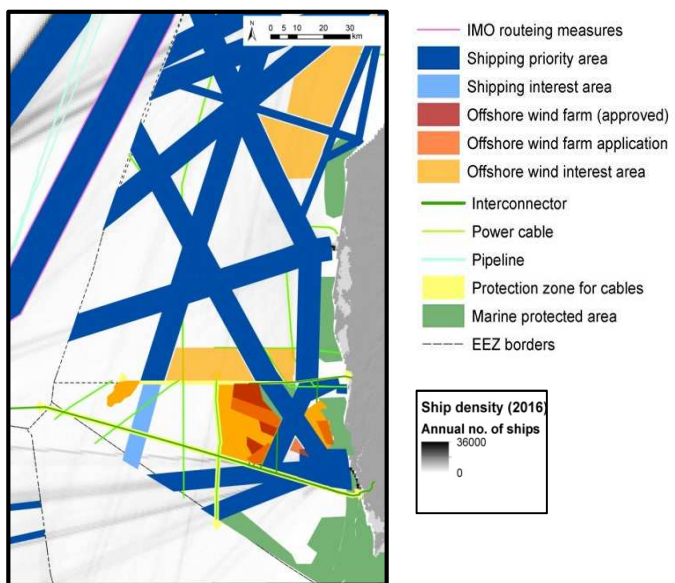 N
0 5 10 20 30
km
IMO routeing measures
Shipping priority area
Shipping interest area
Offshore wind farm (approved)
Offshore wind farm application
Offshore wind interest area
Interconnector
Power cable
Pipeline
Protection zone for cables
Marine protected area
EEZ borders
Ship density (2016)
Annual no. of ships
36000
0